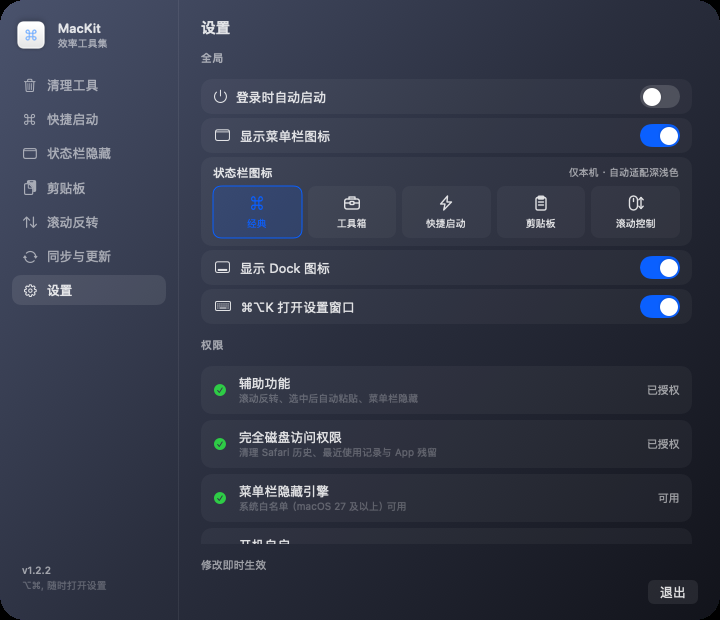 MacKit
效率工具集
清理工具
快捷启动
状态栏隐藏
剪贴板
滚动反转
同步与更新
设置
v1.2.2
⌥⌘, 随时打开设置
设置
全局
登录时自动启动
显示菜单栏图标
状态栏图标
仅本机 · 自动适配深浅色
经典
工具箱
快捷启动
剪贴板
滚动控制
显示 Dock 图标
⌘⌥K 打开设置窗口
权限
辅助功能
滚动反转、选中后自动粘贴、菜单栏隐藏
已授权
完全磁盘访问权限
清理 Safari 历史、最近使用记录与 App 残留
已授权
菜单栏隐藏引擎
系统白名单（macOS 27 及以上）可用
可用
修改即时生效
退出